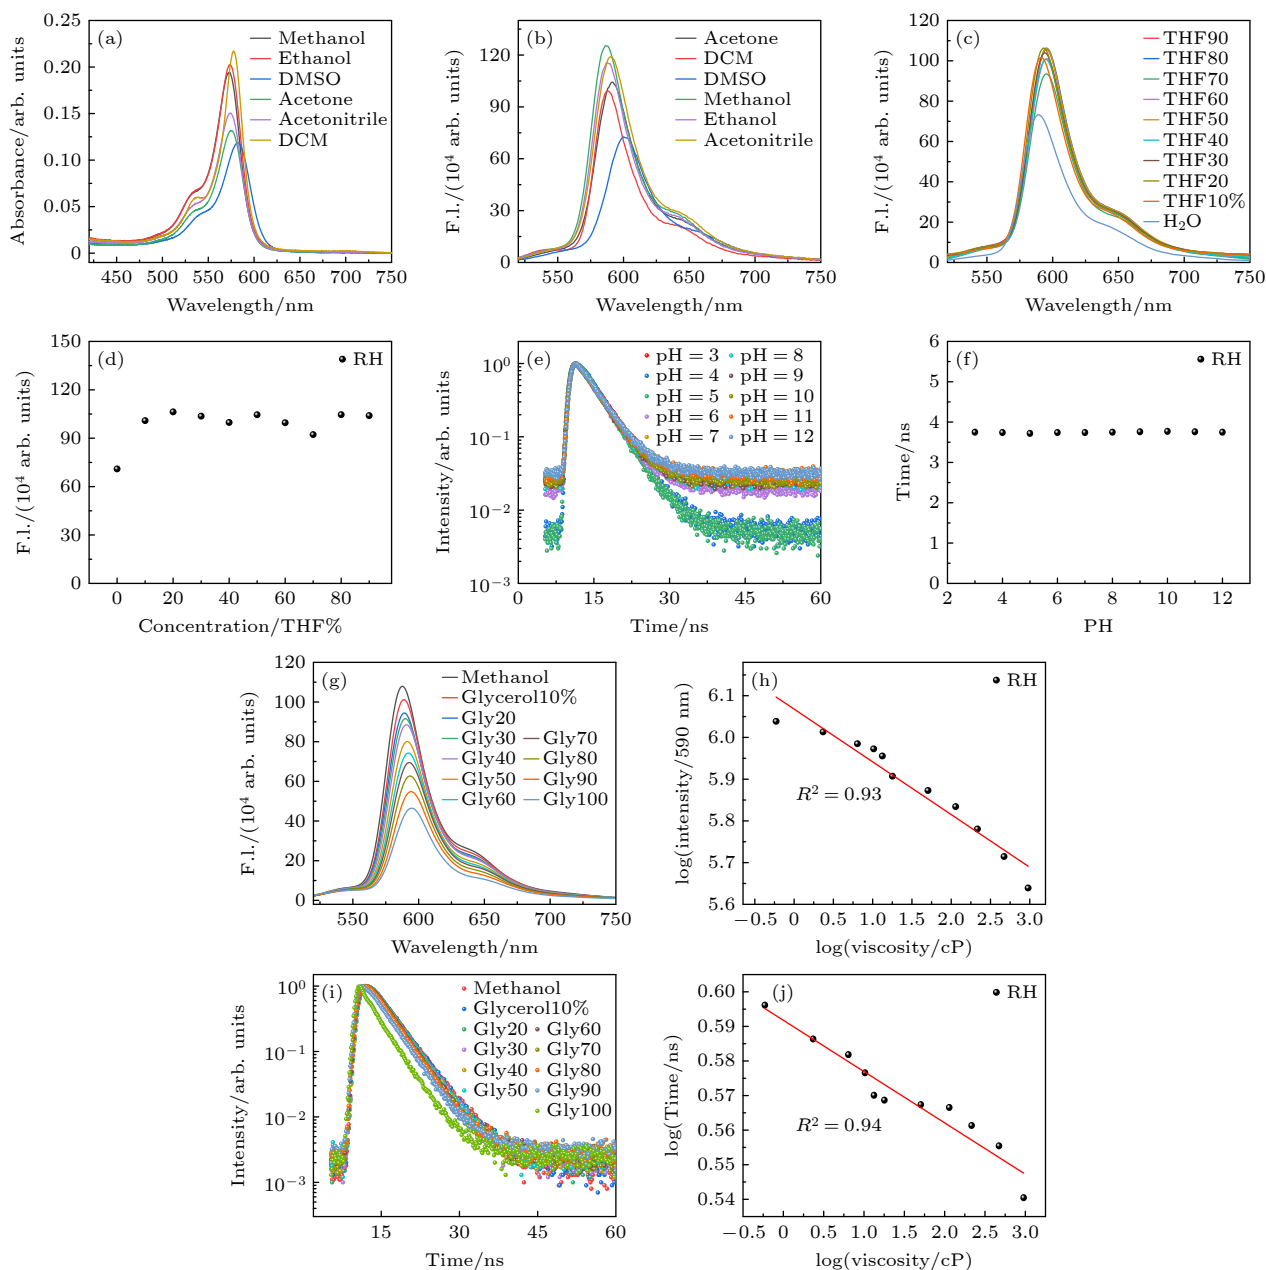 (a)
Methanol
Ethanol
DMSO
Acetone
Acetonitrile
DCM
0.25
0.20
0.15
0.10
0.05
0
Absorbance/arb. units
450 500 550 600 650 700 750
Wavelength/nm
(b)
Acetone
DCM
DMSO
Methanol
Ethanol
Acetonitrile
120
90
60
30
0
F.l./(10⁴ arb. units)
550 600 650 700 750
Wavelength/nm
(c)
THF90
THF80
THF70
THF60
THF50
THF40
THF30
THF20
THF10%
H₂O
120
100
80
60
40
20
0
F.l./(10⁴ arb. units)
550 600 650 700 750
Wavelength/nm
(d)
RH
150
120
90
60
30
0
F.l./(10⁴ arb. units)
0 20 40 60 80
Concentration/THF%
(e)
pH = 3 pH = 8
pH = 4 pH = 9
pH = 5 pH = 10
pH = 6 pH = 11
pH = 7 pH = 12
10⁰
10⁻¹
10⁻²
10⁻³
Intensity/arb. units
0 15 30 45 60
Time/ns
(f)
RH
6
5
4
3
2
1
0
Time/ns
2 4 6 8 10 12
PH
(g)
Methanol
Glycerol10%
Gly20
Gly30 Gly70
Gly40 Gly80
Gly50 Gly90
Gly60 Gly100
120
100
80
60
40
20
0
F.l./(10⁴ arb. units)
550 600 650 700 750
Wavelength/nm
(h)
RH
R² = 0.93
6.1
6.0
5.9
5.8
5.7
5.6
log(intensity/590 nm)
−0.5 0 0.5 1.0 1.5 2.0 2.5 3.0
log(viscosity/cP)
(i)
Methanol
Glycerol10%
Gly20 Gly60
Gly30 Gly70
Gly40 Gly80
Gly50 Gly90
Gly100
10⁰
10⁻¹
10⁻²
10⁻³
Intensity/arb. units
15 30 45 60
Time/ns
(j)
RH
R² = 0.94
0.60
0.59
0.58
0.57
0.56
0.55
0.54
log(Time/ns)
−0.5 0 0.5 1.0 1.5 2.0 2.5 3.0
log(viscosity/cP)